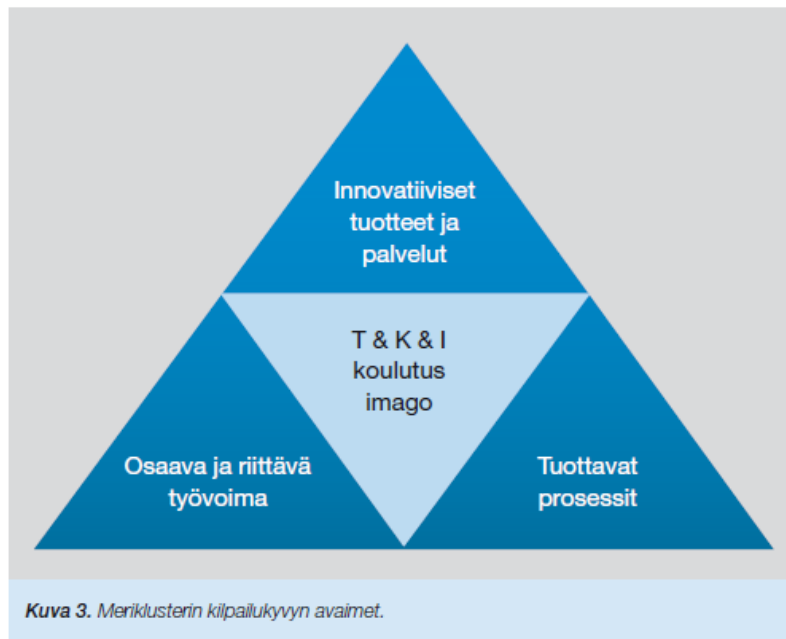 Innovatiiviset
tuotteet ja
palvelut
T & K & I
koulutus
imago
Osaava ja riittävä
työvoima
Tuottavat
prosessit
Kuva 3. Meriklusterin kilpailukyvyn avaimet.